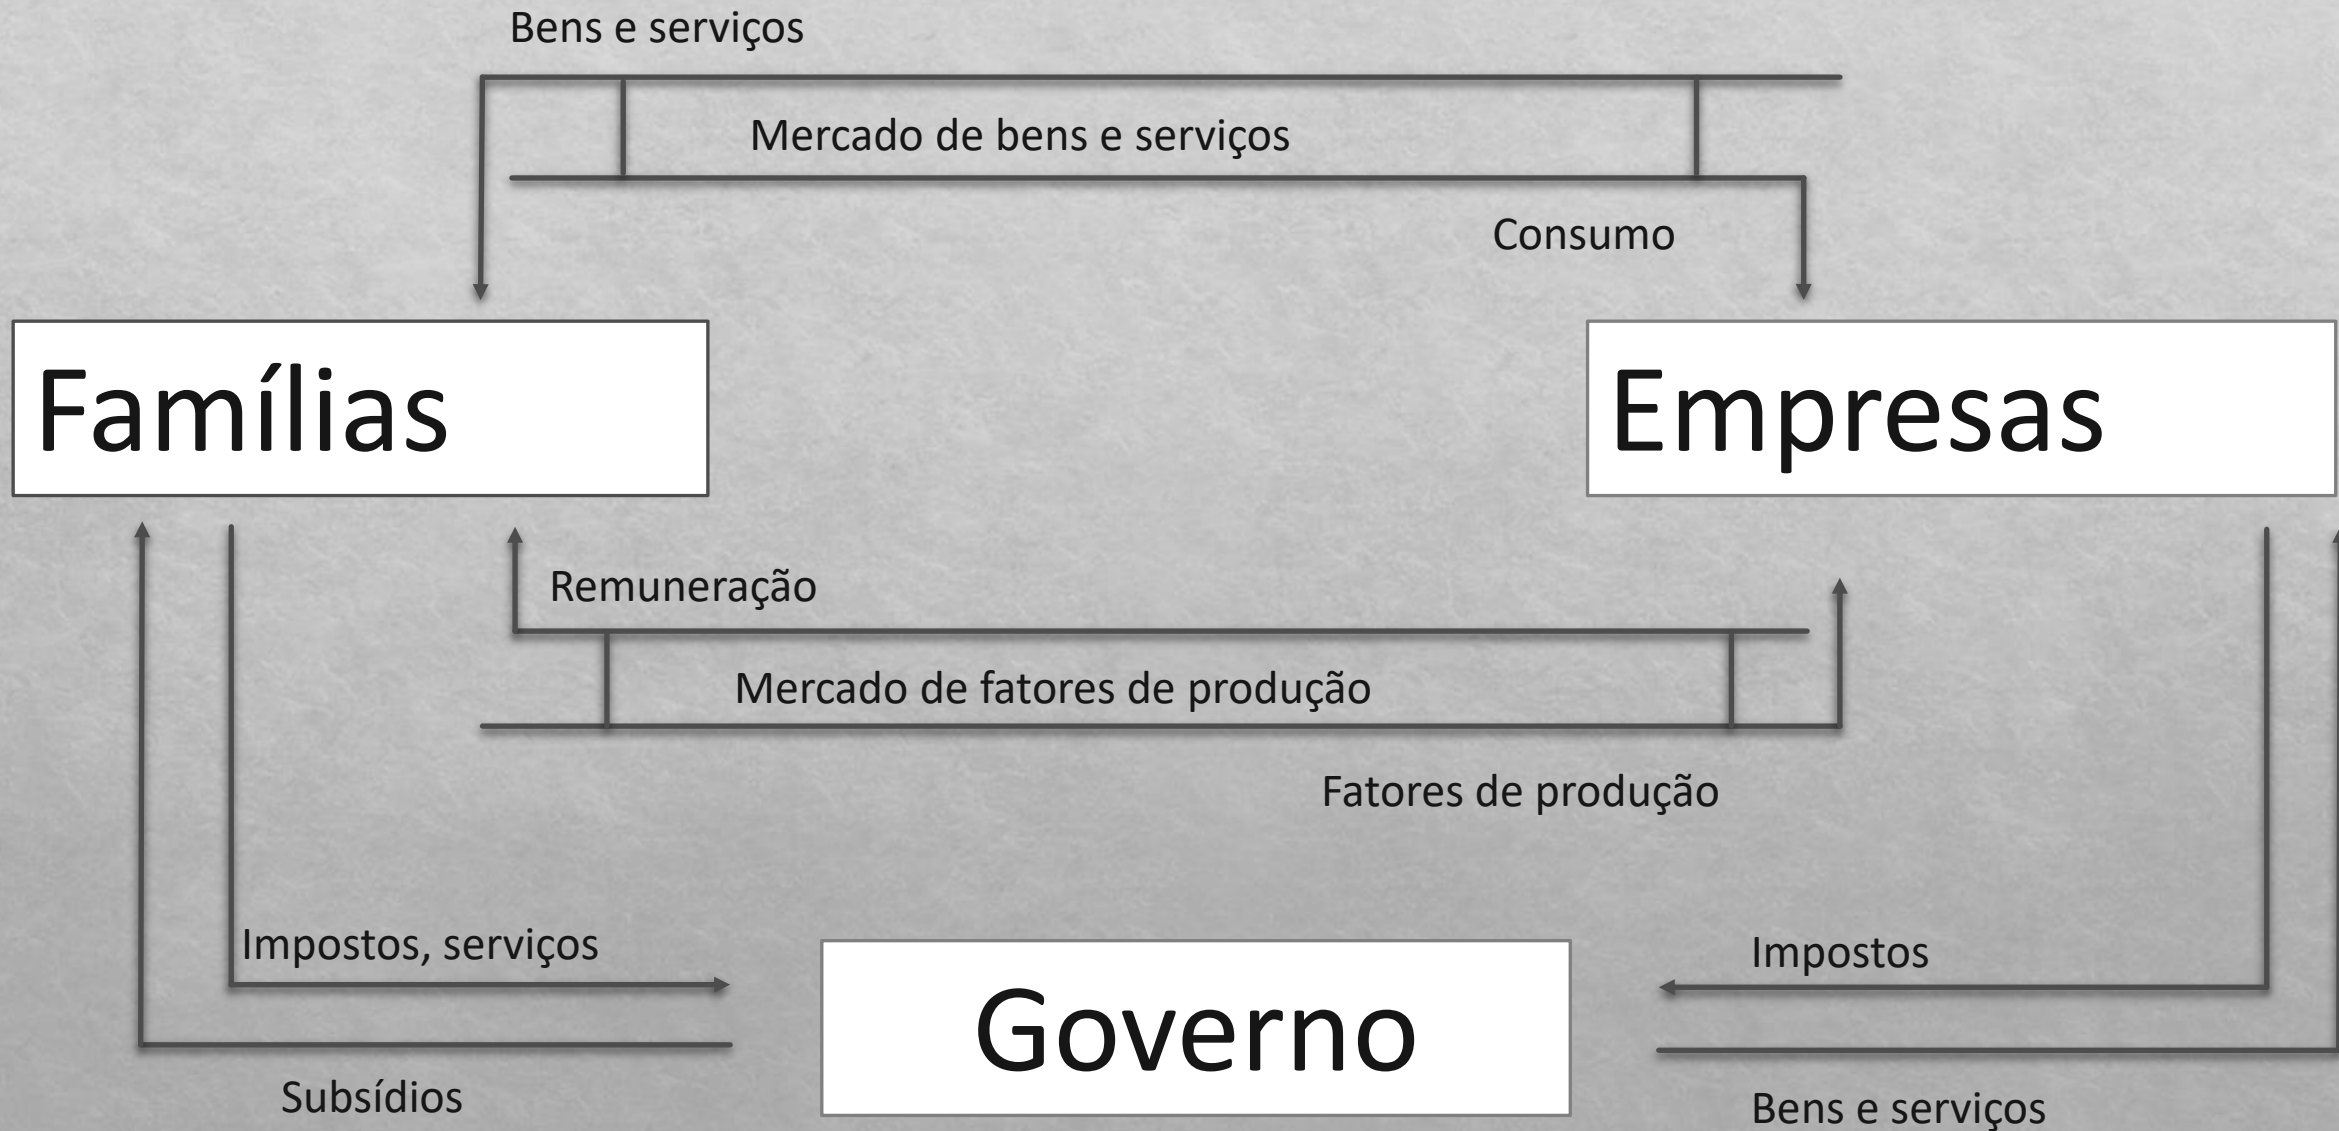 Bens e serviços
Mercado de bens e serviços
Consumo
Famílias
Empresas
Remuneração
Mercado de fatores de produção
Fatores de produção
Impostos, serviços
Impostos
Governo
Subsídios
Bens e serviços